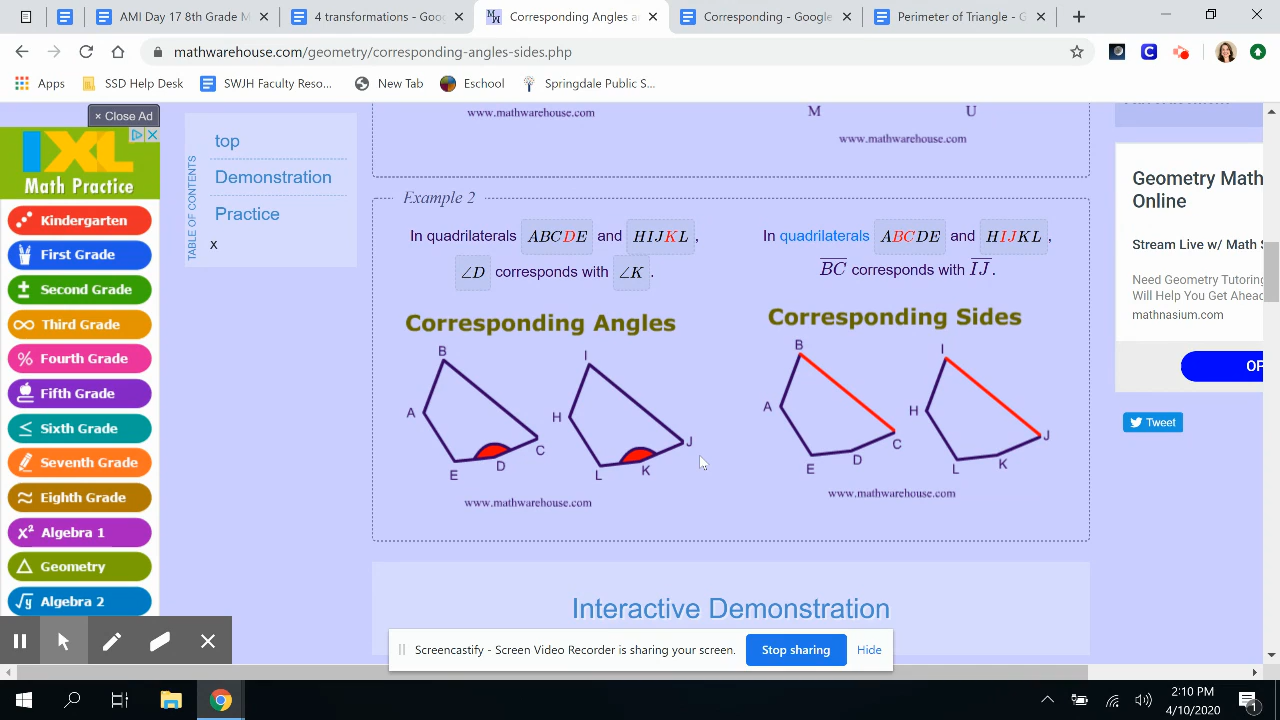 AMI Day 17 8th Grade M
4 transformations - Goo
Corresponding Angles a
Corresponding - Google
Perimeter of Triangle - G
mathwarehouse.com/geometry/corresponding-angles-sides.php
Apps
SSD Help Desk
SWJH Faculty Reso...
New Tab
Eschool
Springdale Public S...
× Close Ad
IXL
Math Practice
Kindergarten
First Grade
Second Grade
Third Grade
Fourth Grade
Fifth Grade
Sixth Grade
Seventh Grade
Eighth Grade
Algebra 1
Geometry
Algebra 2
TABLE OF CONTENTS
top
Demonstration
Practice
x
www.mathwarehouse.com
M U
www.mathwarehouse.com
Example 2
In quadrilaterals ABCDE and HIJKL,
∠D corresponds with ∠K.
Corresponding Angles
B I
A H
C J
E D L K
www.mathwarehouse.com
In quadrilaterals ABCDE and HIJKL,
BC corresponds with IJ.
Corresponding Sides
B I
A H
C J
E D L K
www.mathwarehouse.com
Interactive Demonstration
Geometry Math
Online
Stream Live w/ Math S
Need Geometry Tutoring
Will Help You Get Ahead
mathnasium.com
OP
Tweet
Screencastify - Screen Video Recorder is sharing your screen.
Stop sharing
Hide
2:10 PM
4/10/2020
1